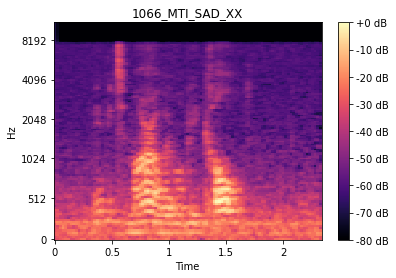 1066_MTI_SAD_XX
+0 dB
8192
-10 dB
4096
-20 dB
-30 dB
2048
Hz
-40 dB
1024
-50 dB
512
-60 dB
-70 dB
0
-80 dB
0 0.5 1 1.5 2
Time